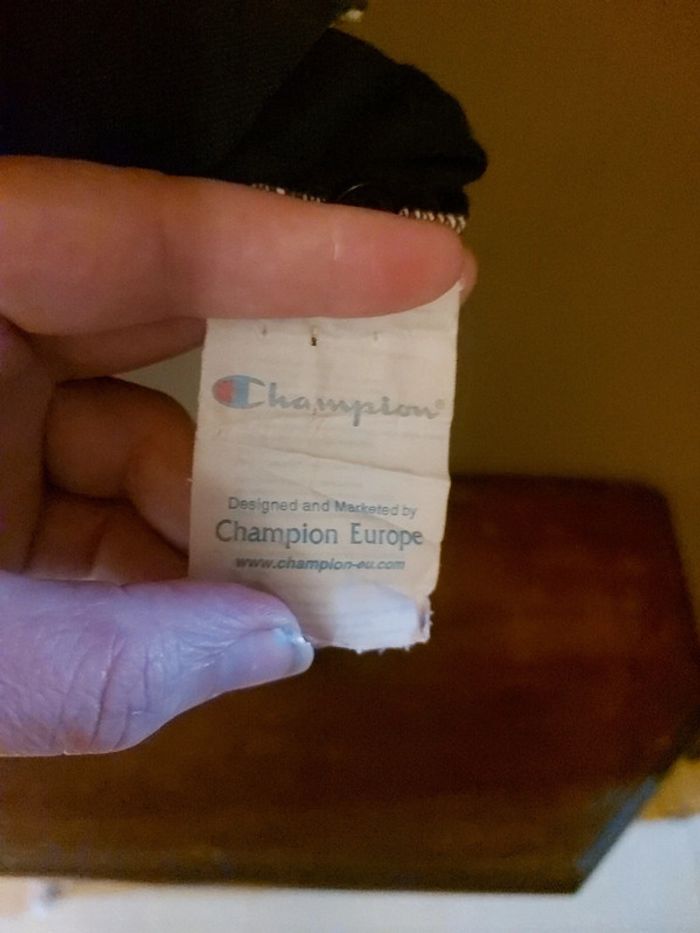 Champion®
Designed and Marketed by
Champion Europe
www.champion-eu.com